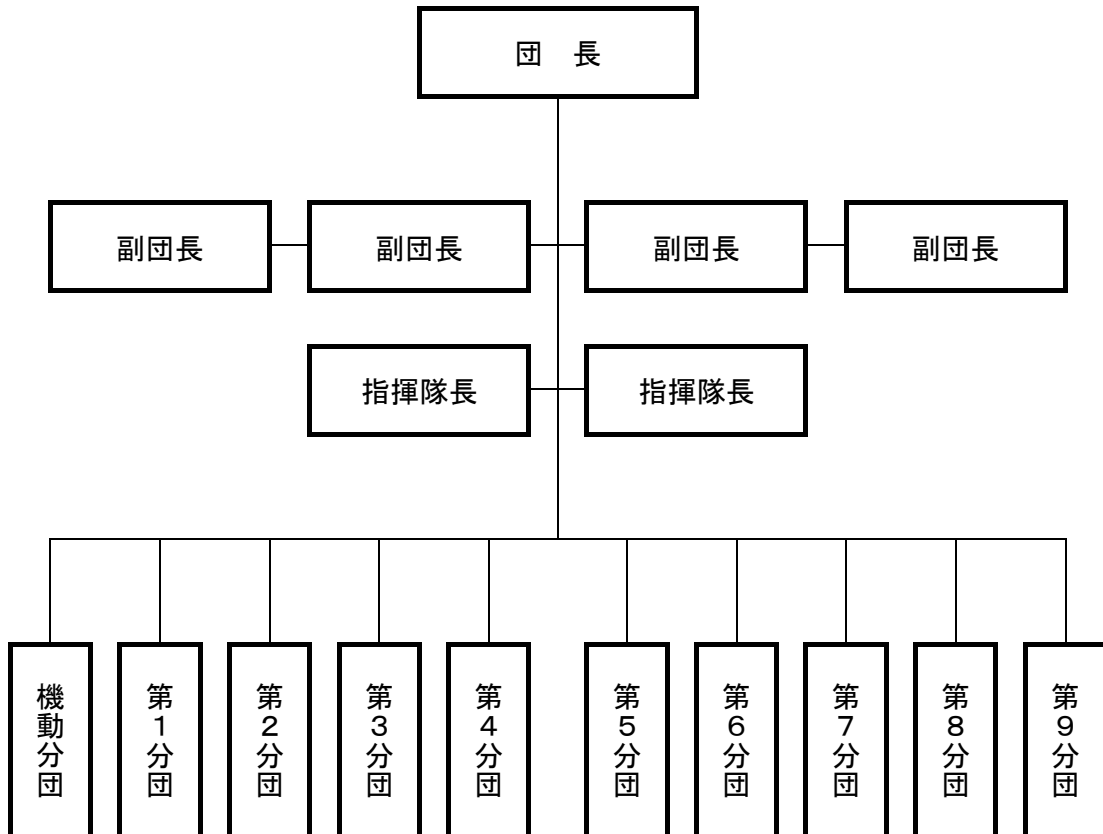 団　長
副団長
副団長
副団長
副団長
指揮隊長
指揮隊長
機動分団
第１分団
第２分団
第３分団
第４分団
第５分団
第６分団
第７分団
第８分団
第９分団